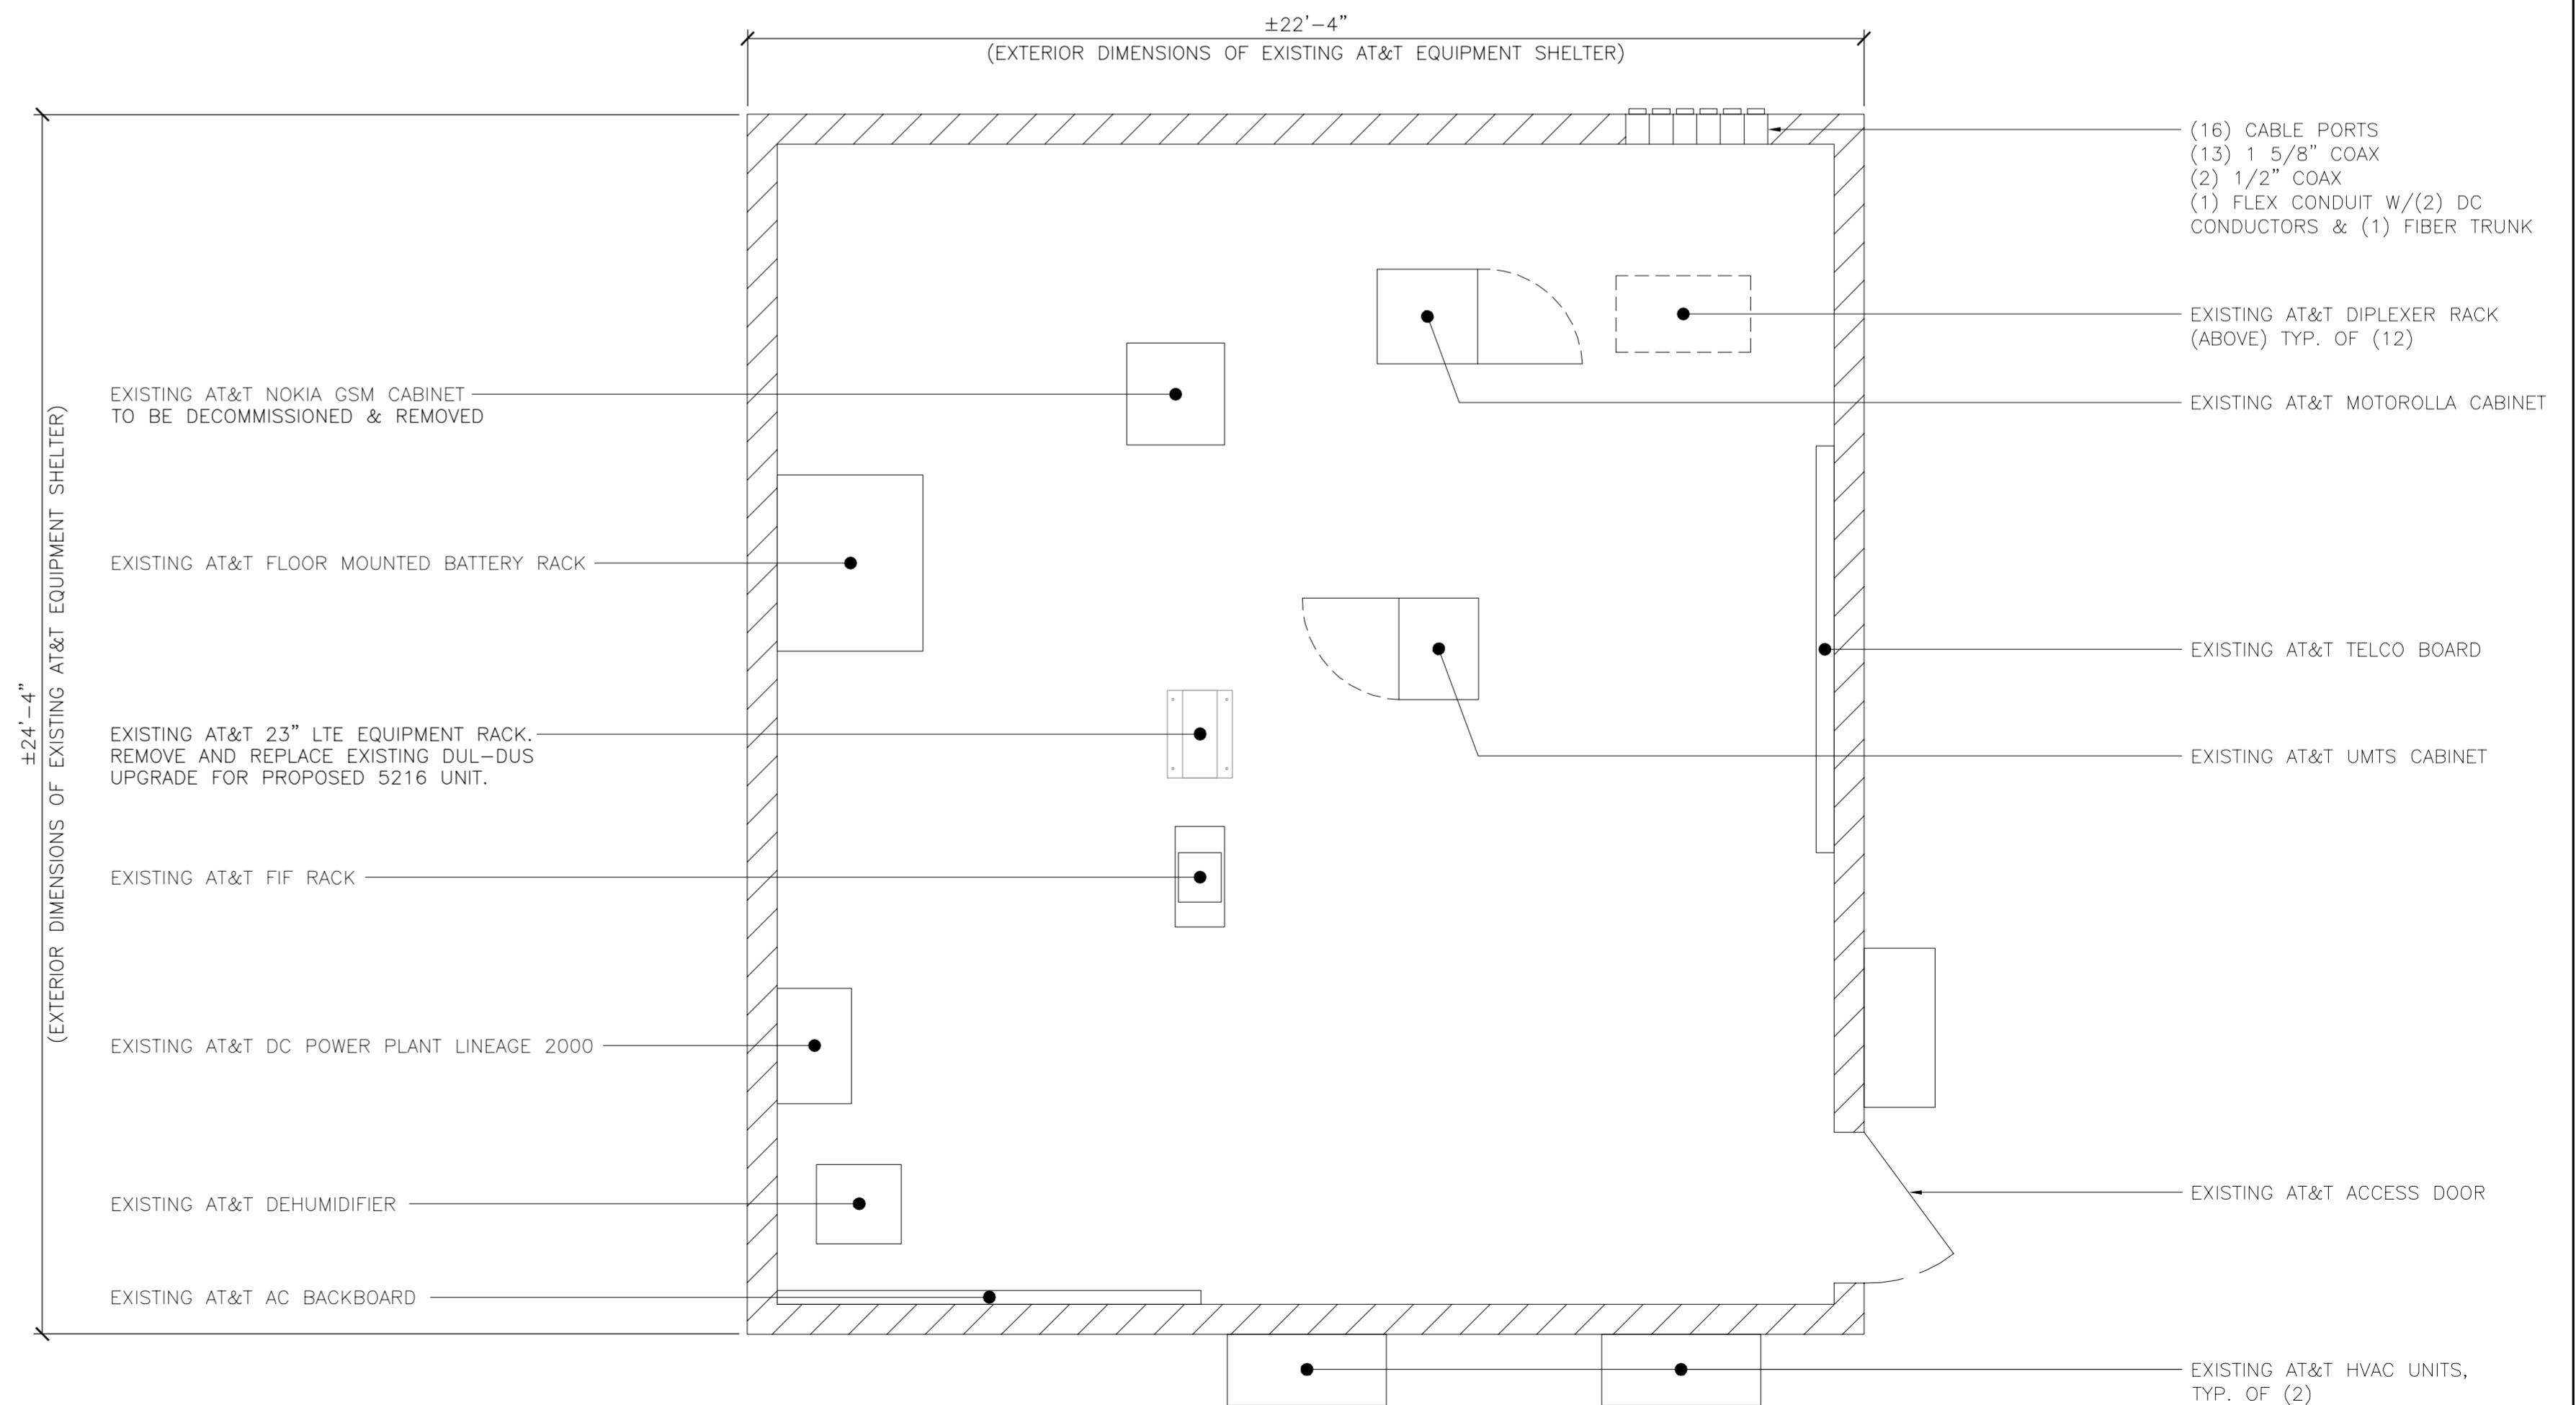 ±22'-4"
(EXTERIOR DIMENSIONS OF EXISTING AT&T EQUIPMENT SHELTER)
±24'-4"
(EXTERIOR DIMENSIONS OF EXISTING AT&T EQUIPMENT SHELTER)
EXISTING AT&T NOKIA GSM CABINET
TO BE DECOMMISSIONED & REMOVED
EXISTING AT&T FLOOR MOUNTED BATTERY RACK
EXISTING AT&T 23" LTE EQUIPMENT RACK.
REMOVE AND REPLACE EXISTING DUL-DUS
UPGRADE FOR PROPOSED 5216 UNIT.
EXISTING AT&T FIF RACK
EXISTING AT&T DC POWER PLANT LINEAGE 2000
EXISTING AT&T DEHUMIDIFIER
EXISTING AT&T AC BACKBOARD
(16) CABLE PORTS
(13) 1 5/8" COAX
(2) 1/2" COAX
(1) FLEX CONDUIT W/(2) DC
CONDUCTORS & (1) FIBER TRUNK
EXISTING AT&T DIPLEXER RACK
(ABOVE) TYP. OF (12)
EXISTING AT&T MOTOROLLA CABINET
EXISTING AT&T TELCO BOARD
EXISTING AT&T UMTS CABINET
EXISTING AT&T ACCESS DOOR
EXISTING AT&T HVAC UNITS,
TYP. OF (2)